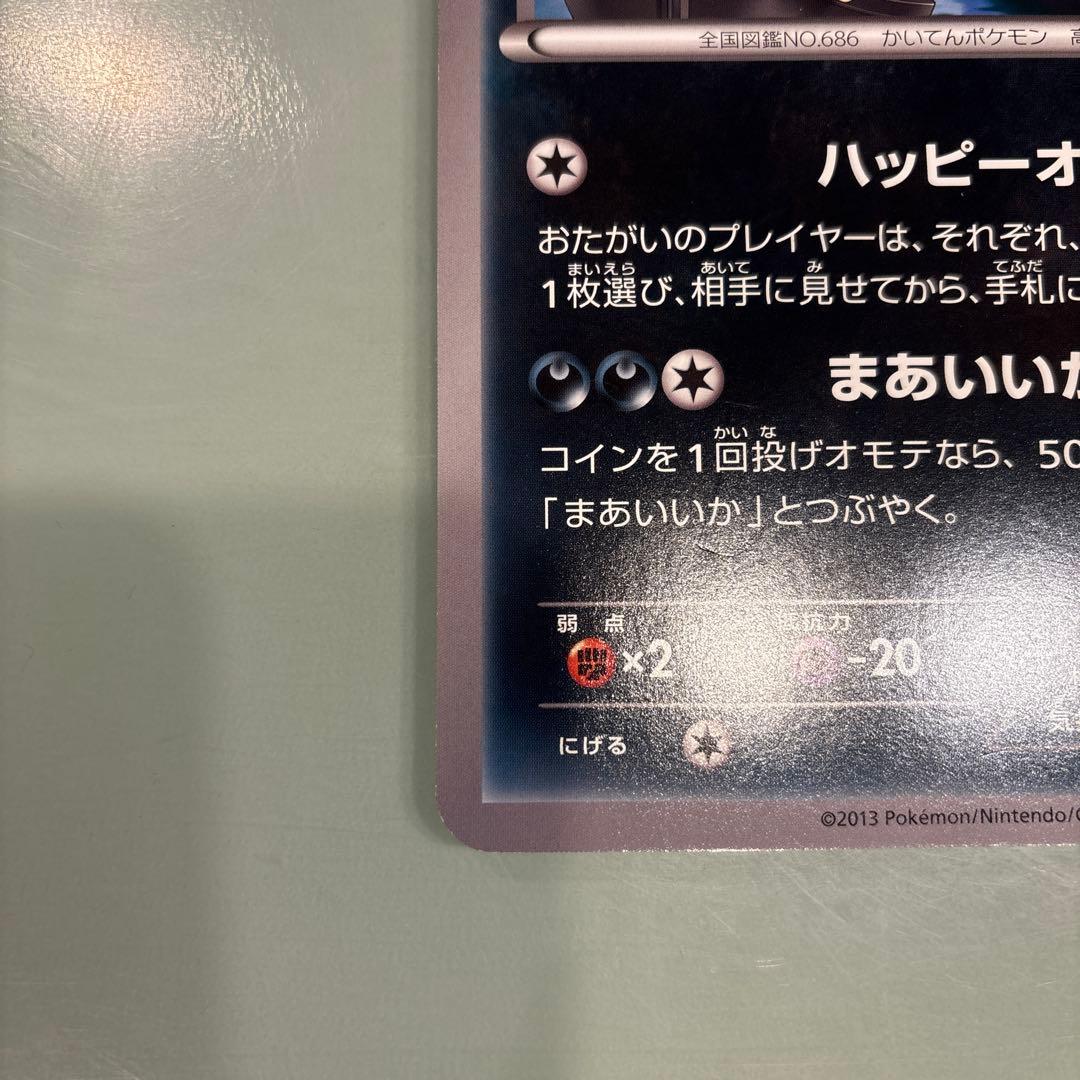 全国図鑑NO.686 かいてんポケモン 高
ハッピーオ
おたがいのプレイヤーは、それぞれ、
まいえら あいて み てふだ
1枚選び、相手に見せてから、手札に
まあいいか
かい な
コインを1回投げオモテなら、50
「まあいいか」とつぶやく。
弱点 抵抗力
×2 -20
にげる
©2013 Pokémon/Nintendo/C